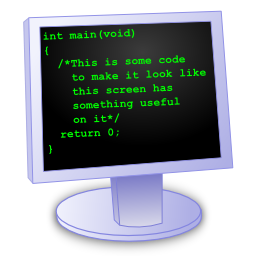 int main(void)
{
/*This is some code
to make it look like
this screen has
something useful
on it*/
return 0;
}